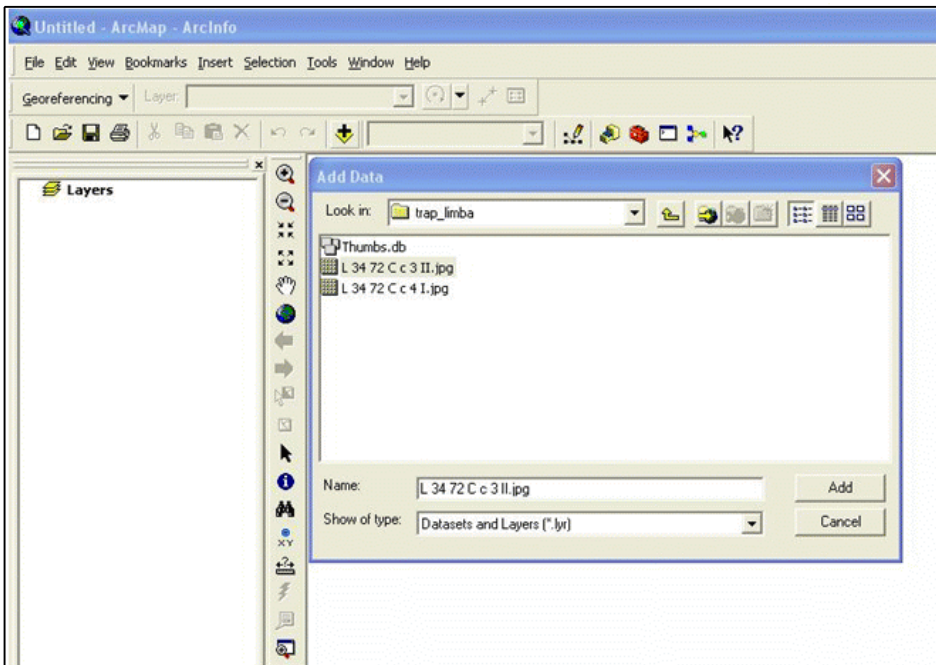 Untitled - ArcMap - ArcInfo
File Edit View Bookmarks Insert Selection Tools Window Help
Georeferencing Layer:
Layers
Add Data
Look in: trap_limba
Thumbs.db
L 34 72 C c 3 II.jpg
L 34 72 C c 4 I.jpg
Name: L 34 72 C c 3 II.jpg Add
Show of type: Datasets and Layers (*.lyr) Cancel
XY